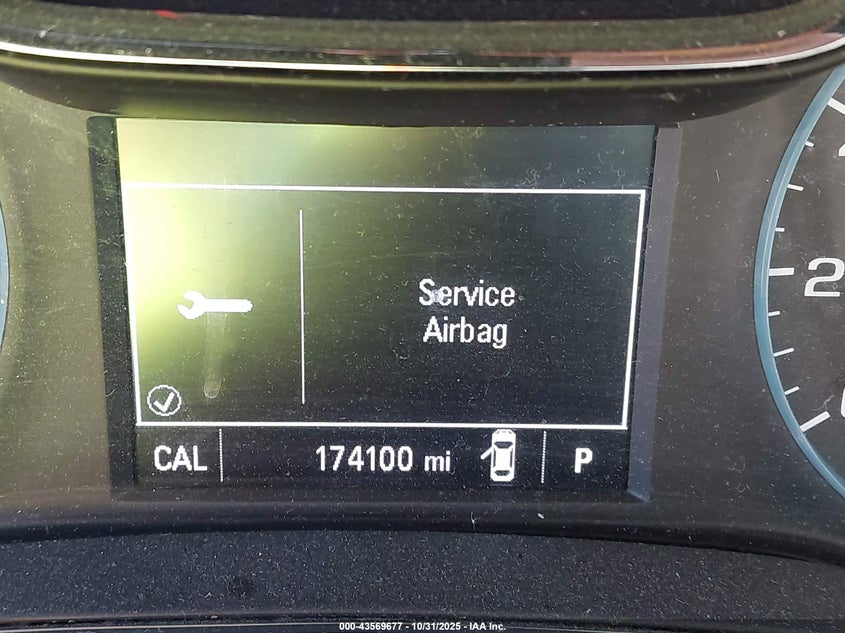 Service
Airbag
CAL
174100 mi
P
2
000-43569677 - 10/31/2025 - IAA Inc.